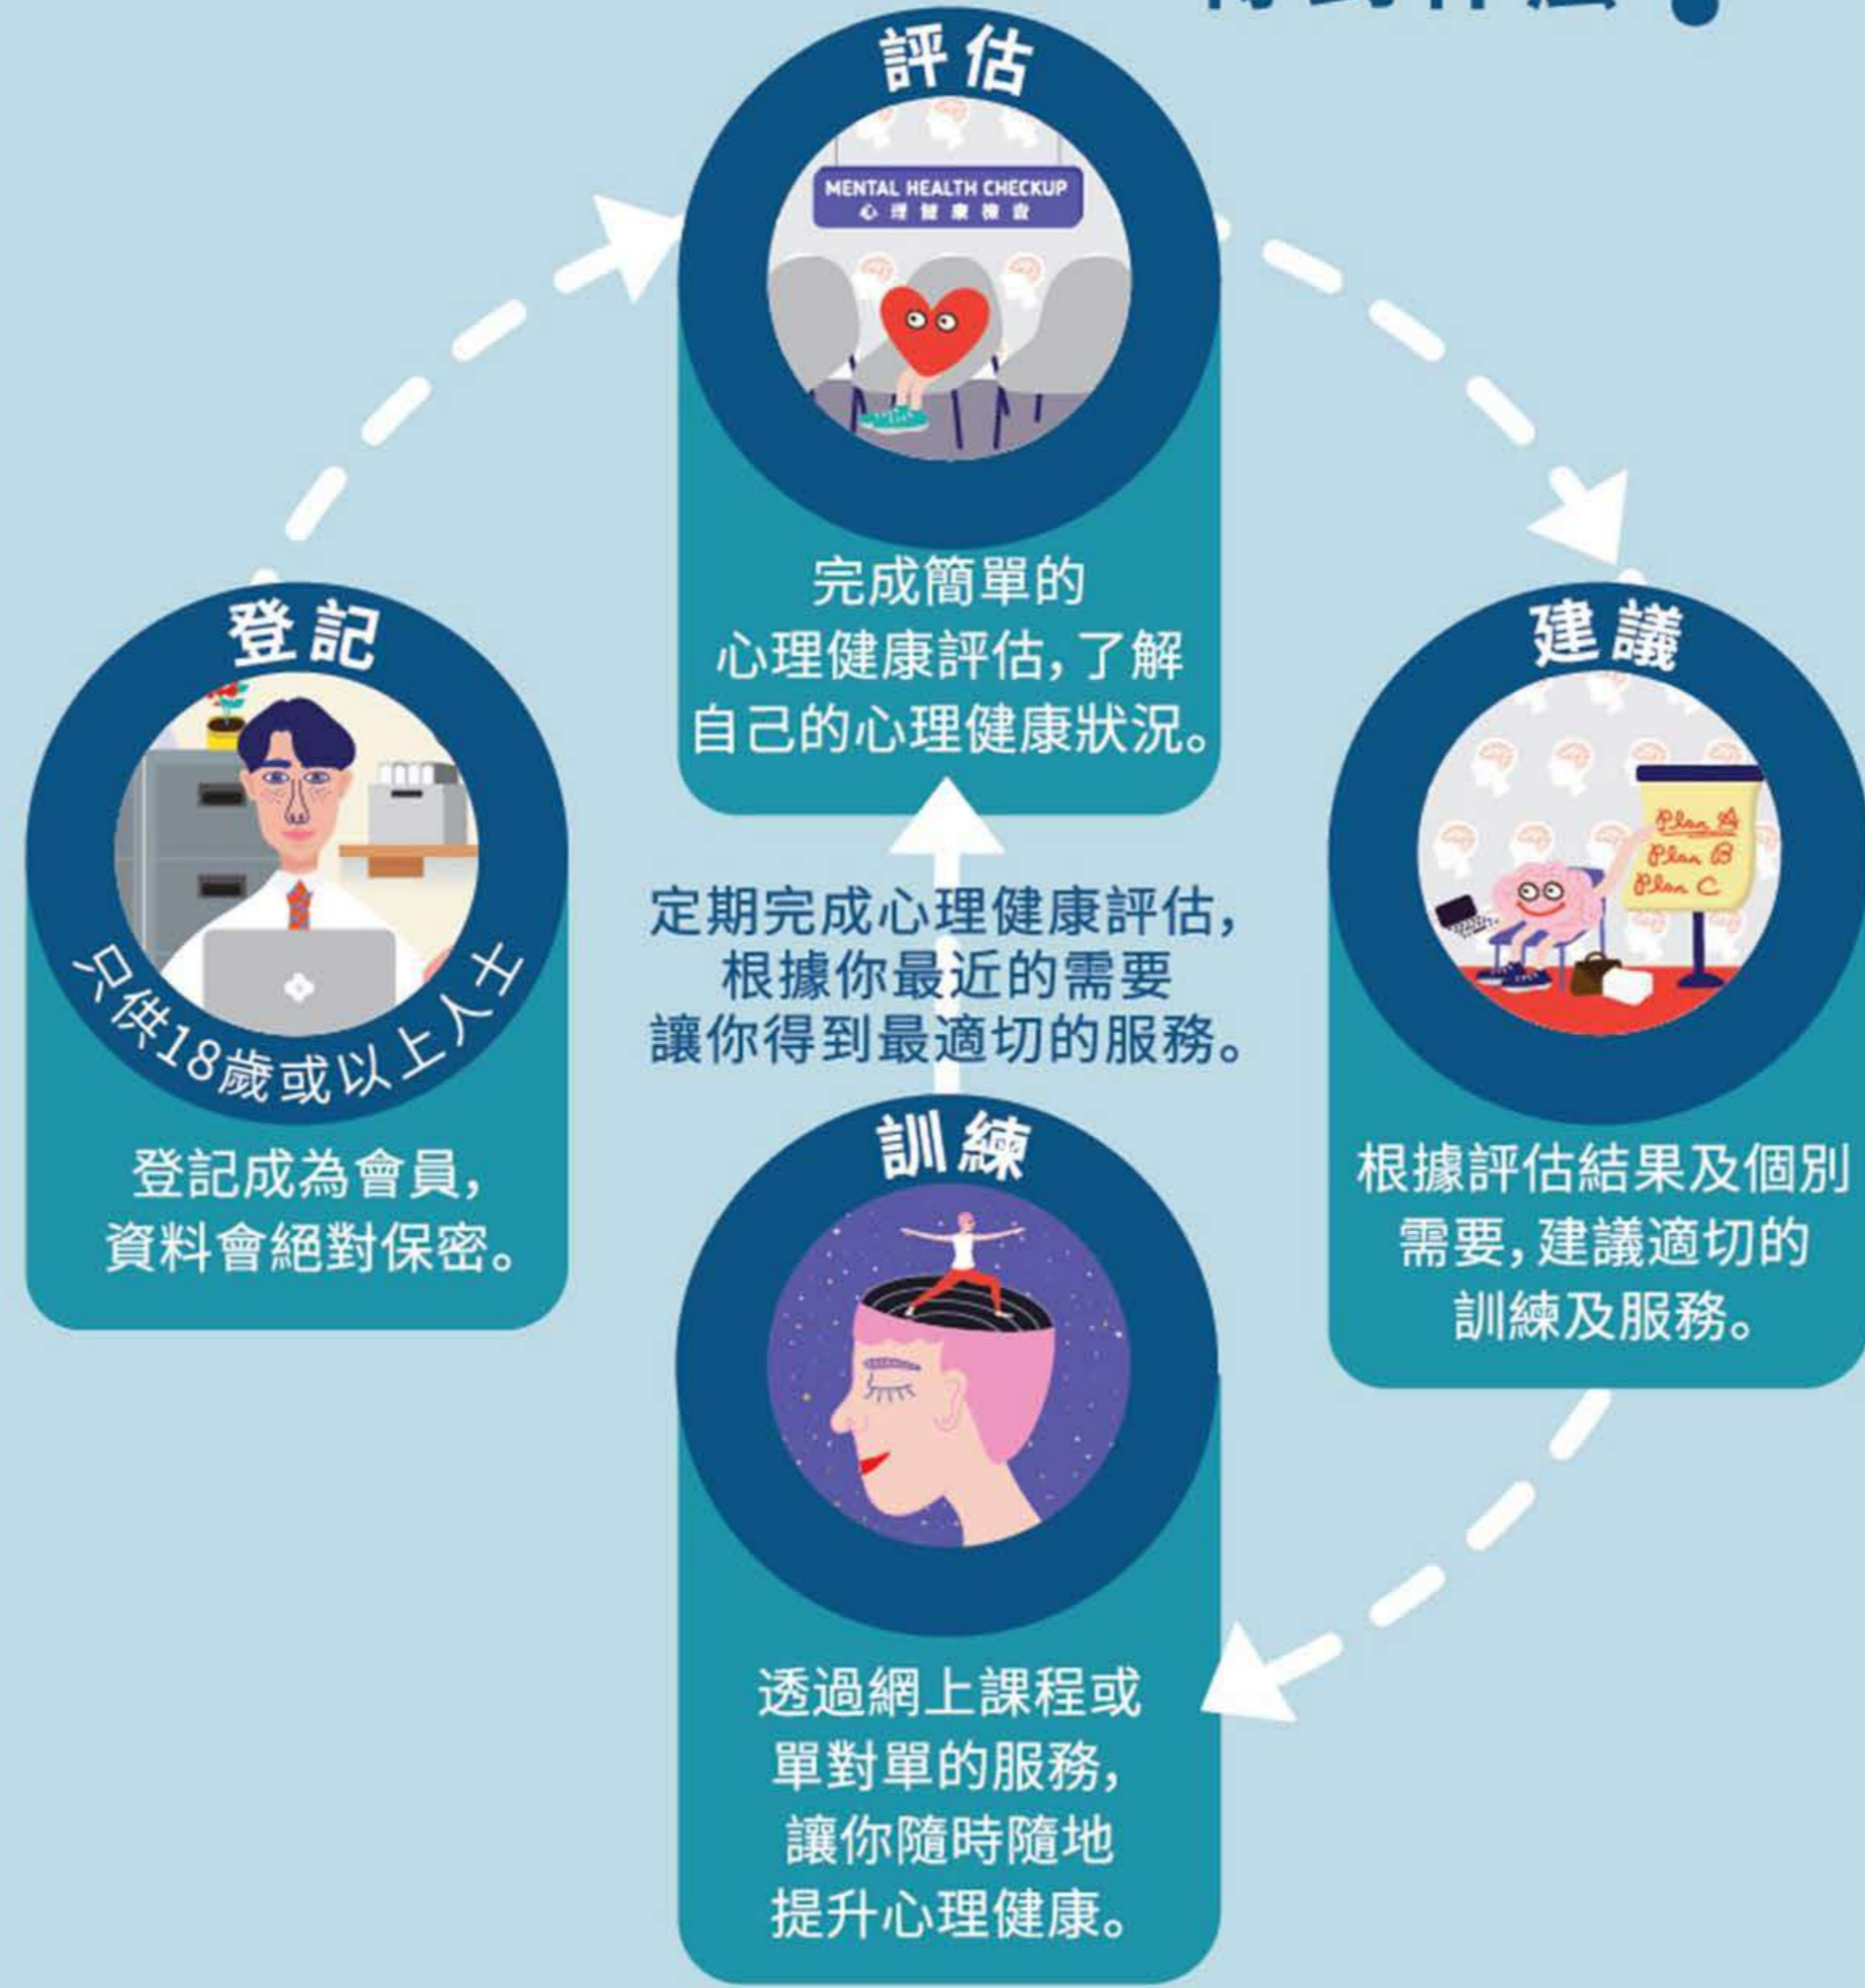 評估
MENTAL HEALTH CHECKUP
心理健康檢查
完成簡單的
心理健康評估,了解
自己的心理健康狀況。
登記
只供18歲或以上人士
登記成為會員,
資料會絕對保密。
建議
Plan A
Plan B
Plan C
根據評估結果及個別
需要,建議適切的
訓練及服務。
定期完成心理健康評估,
根據你最近的需要
讓你得到最適切的服務。
訓練
透過網上課程或
單對單的服務,
讓你隨時隨地
提升心理健康。